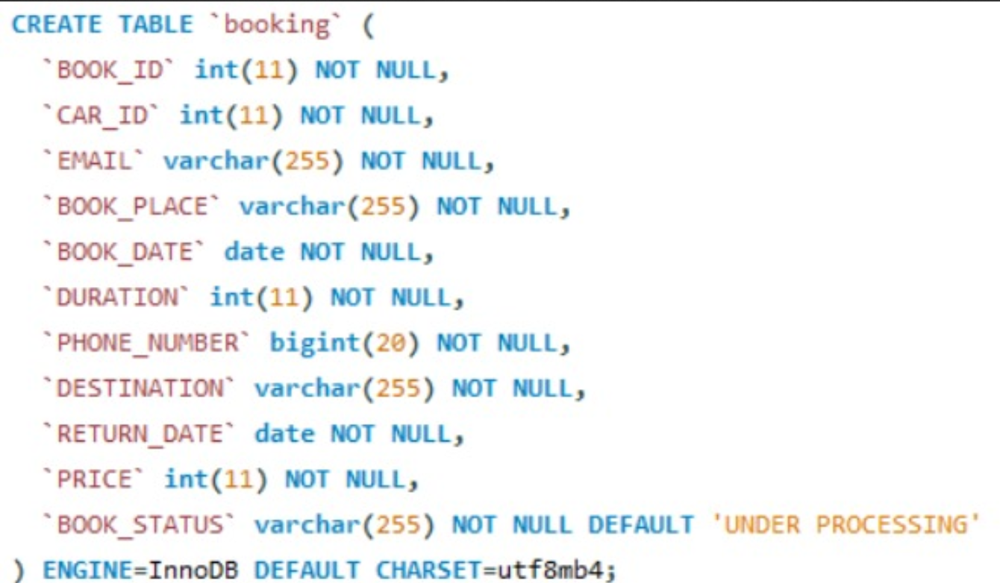 CREATE TABLE `booking` (
  `BOOK_ID` int(11) NOT NULL,
  `CAR_ID` int(11) NOT NULL,
  `EMAIL` varchar(255) NOT NULL,
  `BOOK_PLACE` varchar(255) NOT NULL,
  `BOOK_DATE` date NOT NULL,
  `DURATION` int(11) NOT NULL,
  `PHONE_NUMBER` bigint(20) NOT NULL,
  `DESTINATION` varchar(255) NOT NULL,
  `RETURN_DATE` date NOT NULL,
  `PRICE` int(11) NOT NULL,
  `BOOK_STATUS` varchar(255) NOT NULL DEFAULT 'UNDER PROCESSING'
) ENGINE=InnoDB DEFAULT CHARSET=utf8mb4;